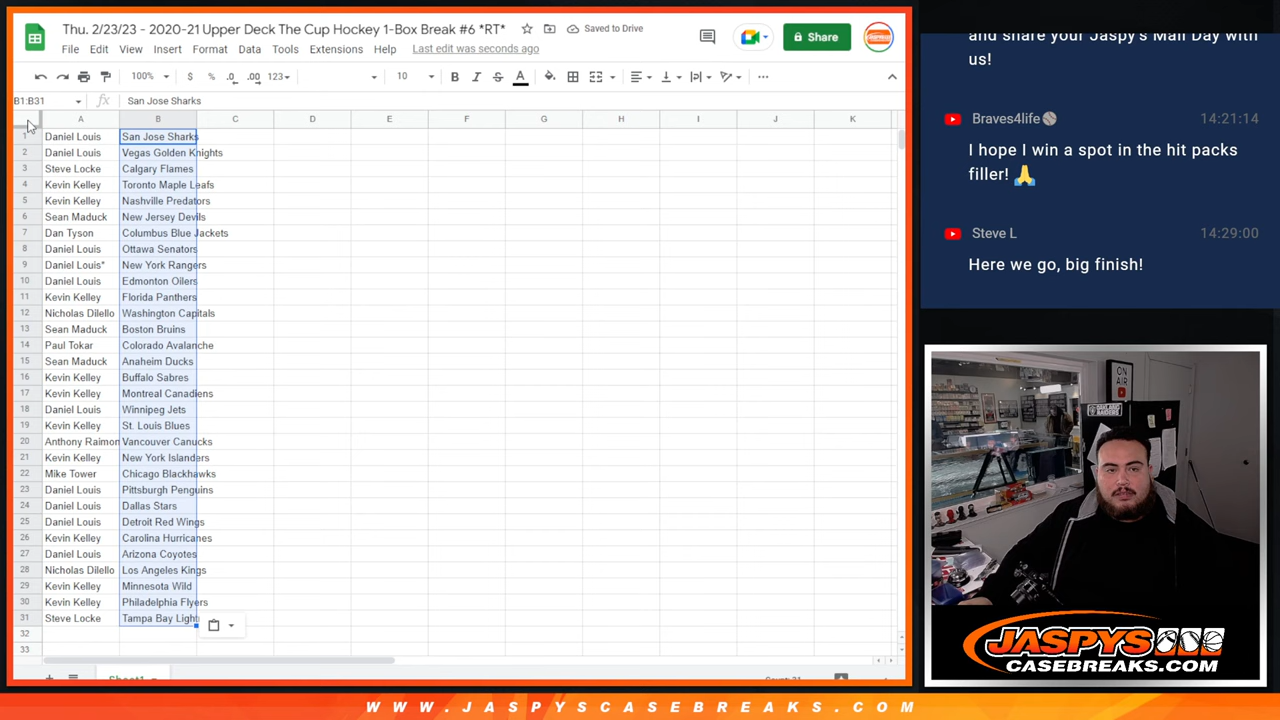 Thu. 2/23/23 - 2020-21 Upper Deck The Cup Hockey 1-Box Break #6 *RT*
Saved to Drive
File Edit View Insert Format Data Tools Extensions Help Last edit was seconds ago
Share
100% $ % .0 .00 123 10 B I S A
B1:B31 fx San Jose Sharks
A B C D E F G H I J K
1 Daniel Louis San Jose Sharks
2 Daniel Louis Vegas Golden Knights
3 Steve Locke Calgary Flames
4 Kevin Kelley Toronto Maple Leafs
5 Kevin Kelley Nashville Predators
6 Sean Maduck New Jersey Devils
7 Dan Tyson Columbus Blue Jackets
8 Daniel Louis Ottawa Senators
9 Daniel Louis* New York Rangers
10 Daniel Louis Edmonton Oilers
11 Kevin Kelley Florida Panthers
12 Nicholas Dilello Washington Capitals
13 Sean Maduck Boston Bruins
14 Paul Tokar Colorado Avalanche
15 Sean Maduck Anaheim Ducks
16 Kevin Kelley Buffalo Sabres
17 Kevin Kelley Montreal Canadiens
18 Daniel Louis Winnipeg Jets
19 Kevin Kelley St. Louis Blues
20 Anthony Raimon Vancouver Canucks
21 Kevin Kelley New York Islanders
22 Mike Tower Chicago Blackhawks
23 Daniel Louis Pittsburgh Penguins
24 Daniel Louis Dallas Stars
25 Daniel Louis Detroit Red Wings
26 Kevin Kelley Carolina Hurricanes
27 Daniel Louis Arizona Coyotes
28 Nicholas Dilello Los Angeles Kings
29 Kevin Kelley Minnesota Wild
30 Kevin Kelley Philadelphia Flyers
31 Steve Locke Tampa Bay Light
32
33
Sheet1
and share your Jaspy's Mail Day with
us!
Braves4life 14:21:14
I hope I win a spot in the hit packs
filler!
Steve L 14:29:00
Here we go, big finish!
ON
AIR
JASPYS
CASEBREAKS.COM
WWW.JASPYSCASEBREAKS.COM